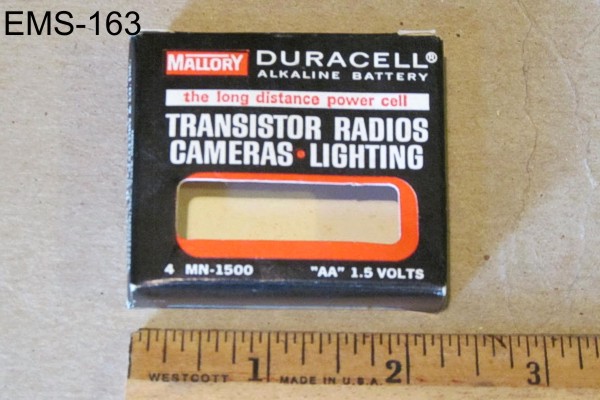 EMS-163
MALLORY DURACELL®
ALKALINE BATTERY
the long distance power cell
TRANSISTOR RADIOS
CAMERAS • LIGHTING
4 MN-1500 "AA" 1.5 VOLTS
1 2 3
WESTCOTT MADE IN U.S.A.